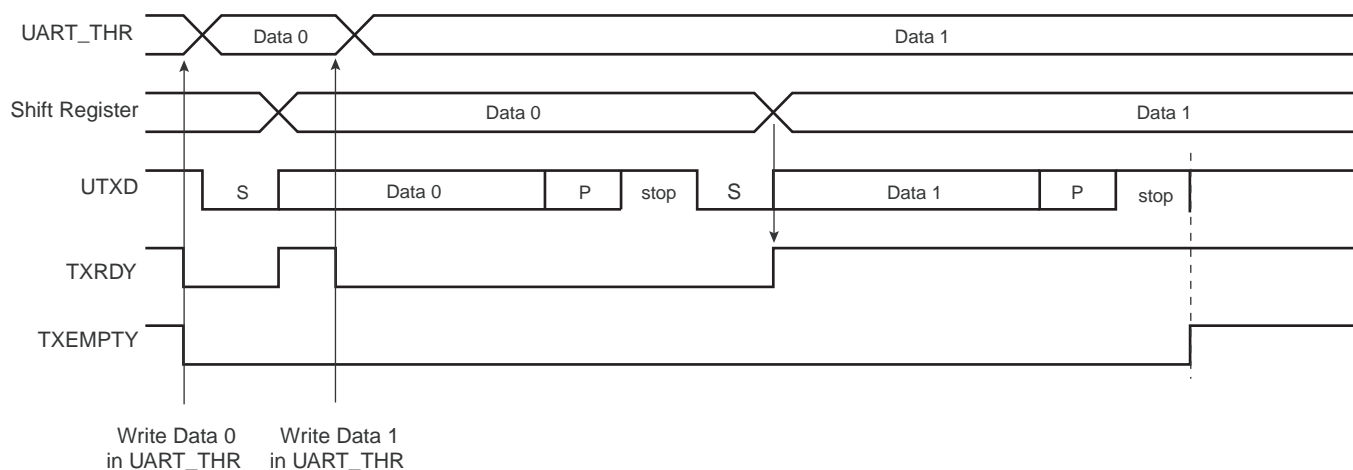 UART_THR Data 0 Data 1
Shift Register Data 0 Data 1
UTXD S Data 0 P stop S Data 1 P stop
TXRDY
TXEMPTY
Write Data 0 Write Data 1
in UART_THR in UART_THR